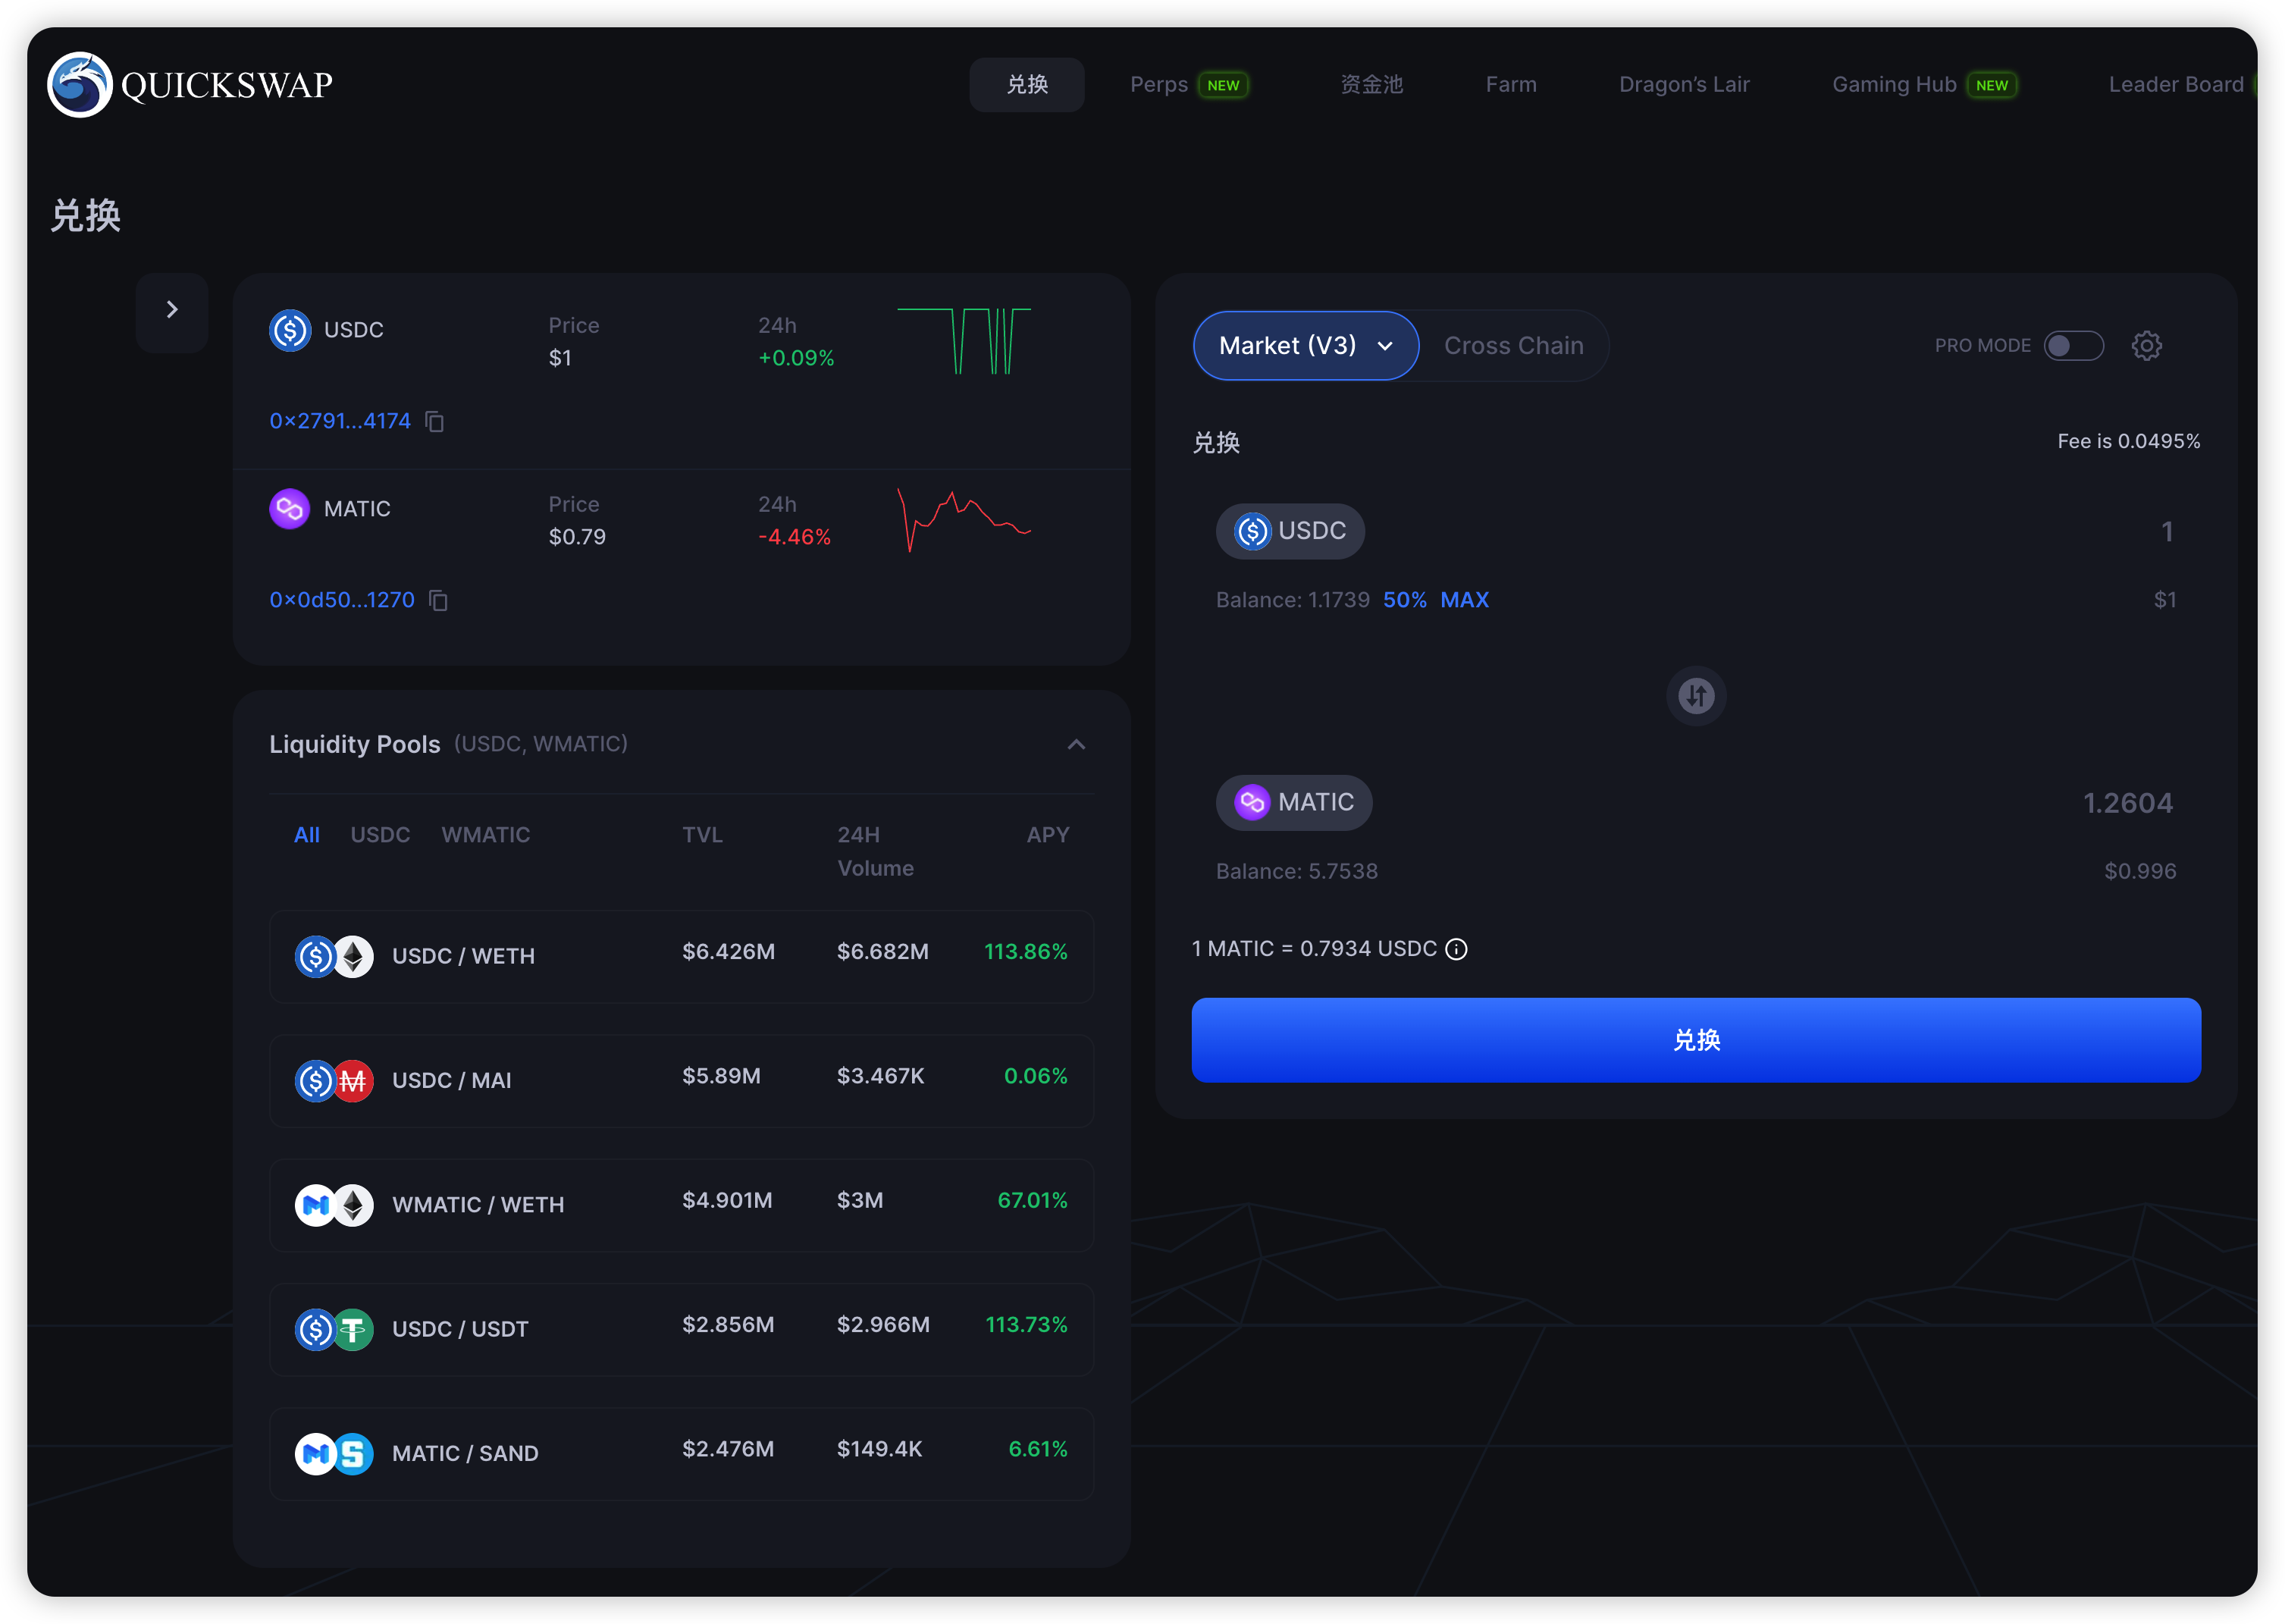 QUICKSWAP
兑换
Perps NEW
资金池
Farm
Dragon’s Lair
Gaming Hub NEW
Leader Board
兑换
USDC
Price
$1
24h
+0.09%
0x2791...4174
MATIC
Price
$0.79
24h
-4.46%
0x0d50...1270
Liquidity Pools (USDC, WMATIC)
All USDC WMATIC TVL 24H Volume APY
USDC / WETH $6.426M $6.682M 113.86%
USDC / MAI $5.89M $3.467K 0.06%
WMATIC / WETH $4.901M $3M 67.01%
USDC / USDT $2.856M $2.966M 113.73%
MATIC / SAND $2.476M $149.4K 6.61%
Market (V3) Cross Chain PRO MODE
兑换 Fee is 0.0495%
USDC 1
Balance: 1.1739 50% MAX $1
MATIC 1.2604
Balance: 5.7538 $0.996
1 MATIC = 0.7934 USDC
兑换